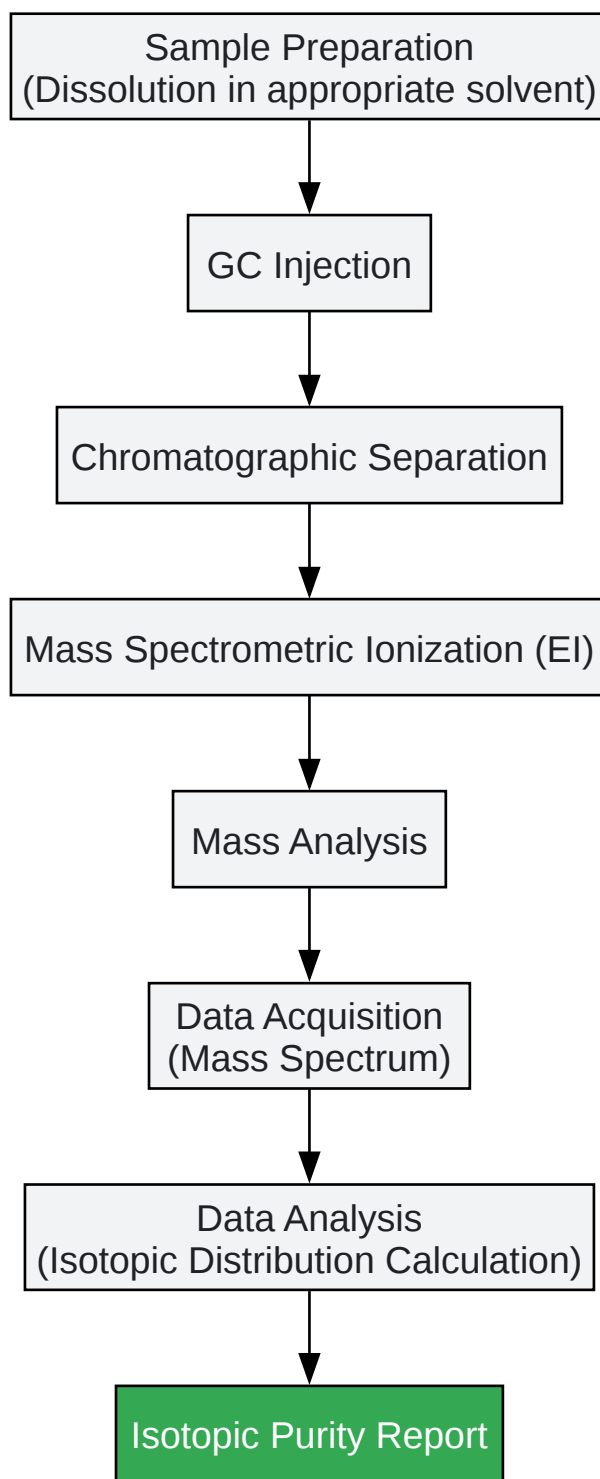 Sample Preparation
(Dissolution in appropriate solvent)
GC Injection
Chromatographic Separation
Mass Spectrometric Ionization (EI)
Mass Analysis
Data Acquisition
(Mass Spectrum)
Data Analysis
(Isotopic Distribution Calculation)
Isotopic Purity Report